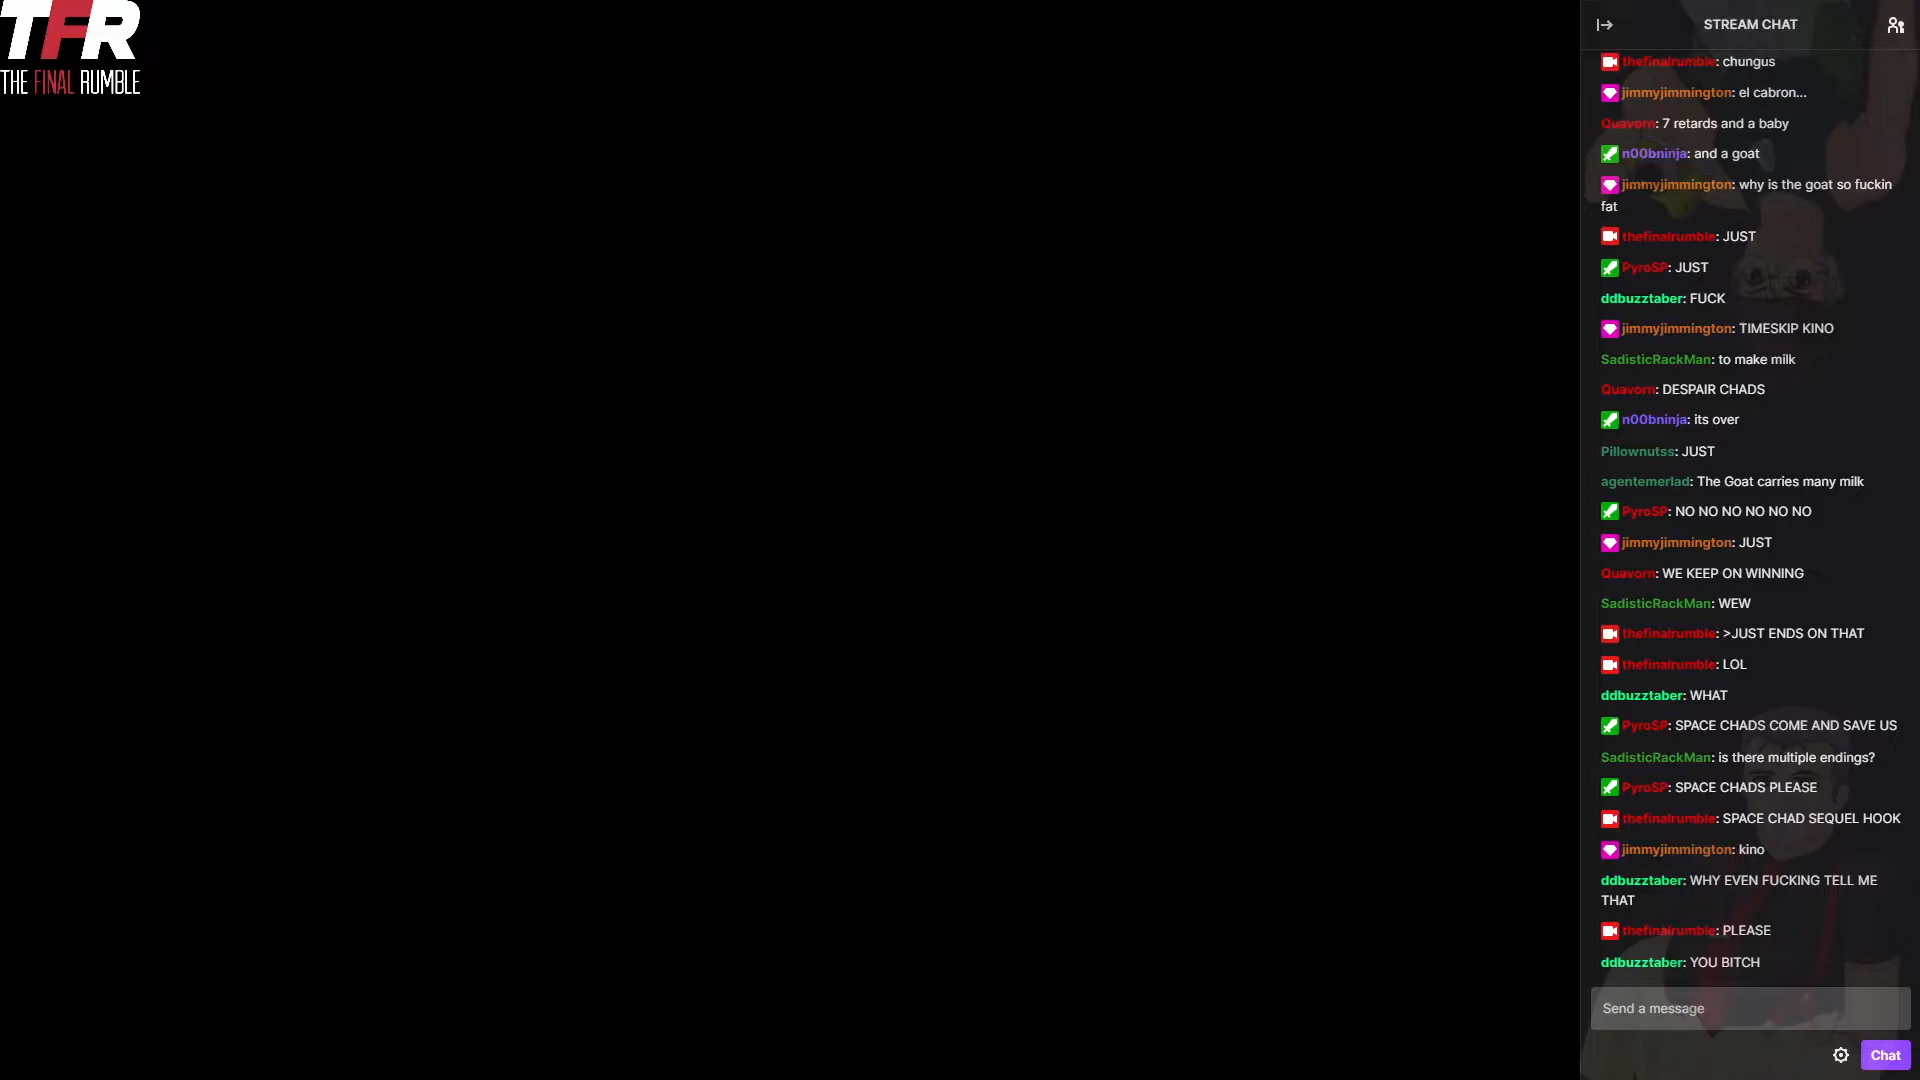 TFR
THE FINAL RUMBLE
STREAM CHAT
thefinalrumble: chungus
jimmyjimmington: el cabron...
Quavorn: 7 retards and a baby
n00bninja: and a goat
jimmyjimmington: why is the goat so fuckin
fat
thefinalrumble: JUST
PyroSP: JUST
ddbuzztaber: FUCK
jimmyjimmington: TIMESKIP KINO
SadisticRackMan: to make milk
Quavorn: DESPAIR CHADS
n00bninja: its over
Pillownutss: JUST
agentemerlad: The Goat carries many milk
PyroSP: NO NO NO NO NO NO
jimmyjimmington: JUST
Quavorn: WE KEEP ON WINNING
SadisticRackMan: WEW
thefinalrumble: >JUST ENDS ON THAT
thefinalrumble: LOL
ddbuzztaber: WHAT
PyroSP: SPACE CHADS COME AND SAVE US
SadisticRackMan: is there multiple endings?
PyroSP: SPACE CHADS PLEASE
thefinalrumble: SPACE CHAD SEQUEL HOOK
jimmyjimmington: kino
ddbuzztaber: WHY EVEN FUCKING TELL ME
THAT
thefinalrumble: PLEASE
ddbuzztaber: YOU BITCH
Send a message
Chat